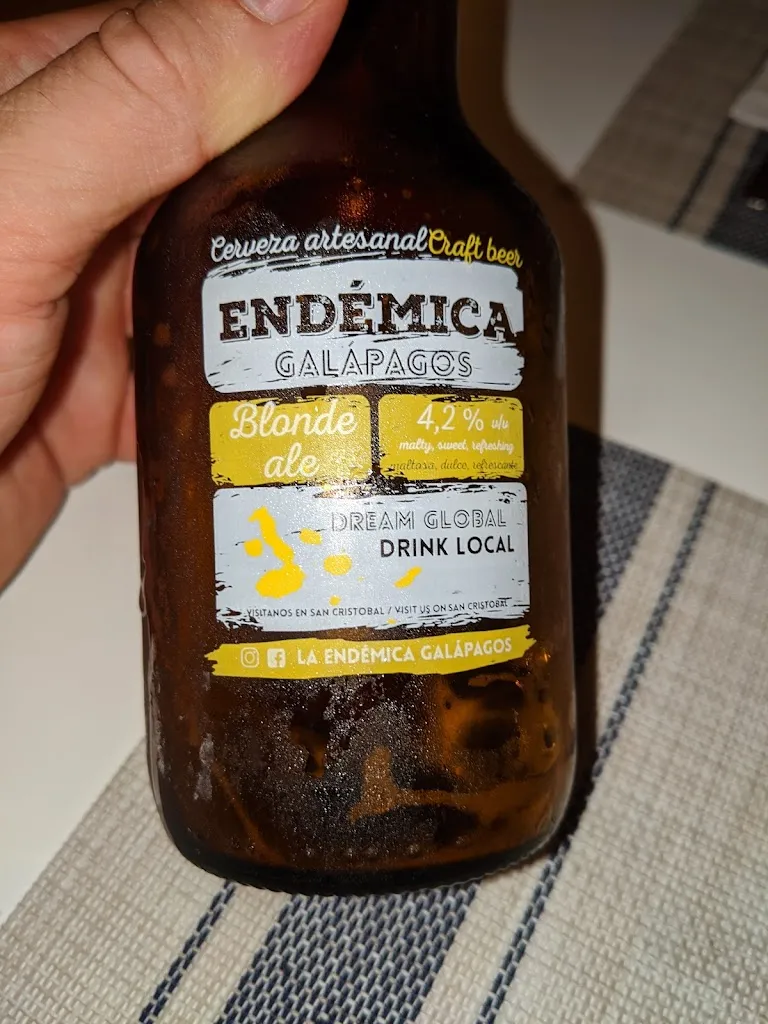 Cerveza artesanal Craft beer
ENDÉMICA
GALÁPAGOS
Blonde
ale
4,2 % v/v
malty, sweet, refreshing
maltosa, dulce, refrescante
DREAM GLOBAL
DRINK LOCAL
VISITANOS EN SAN CRISTOBAL / VISIT US ON SAN CRISTOBAL
LA ENDÉMICA GALÁPAGOS